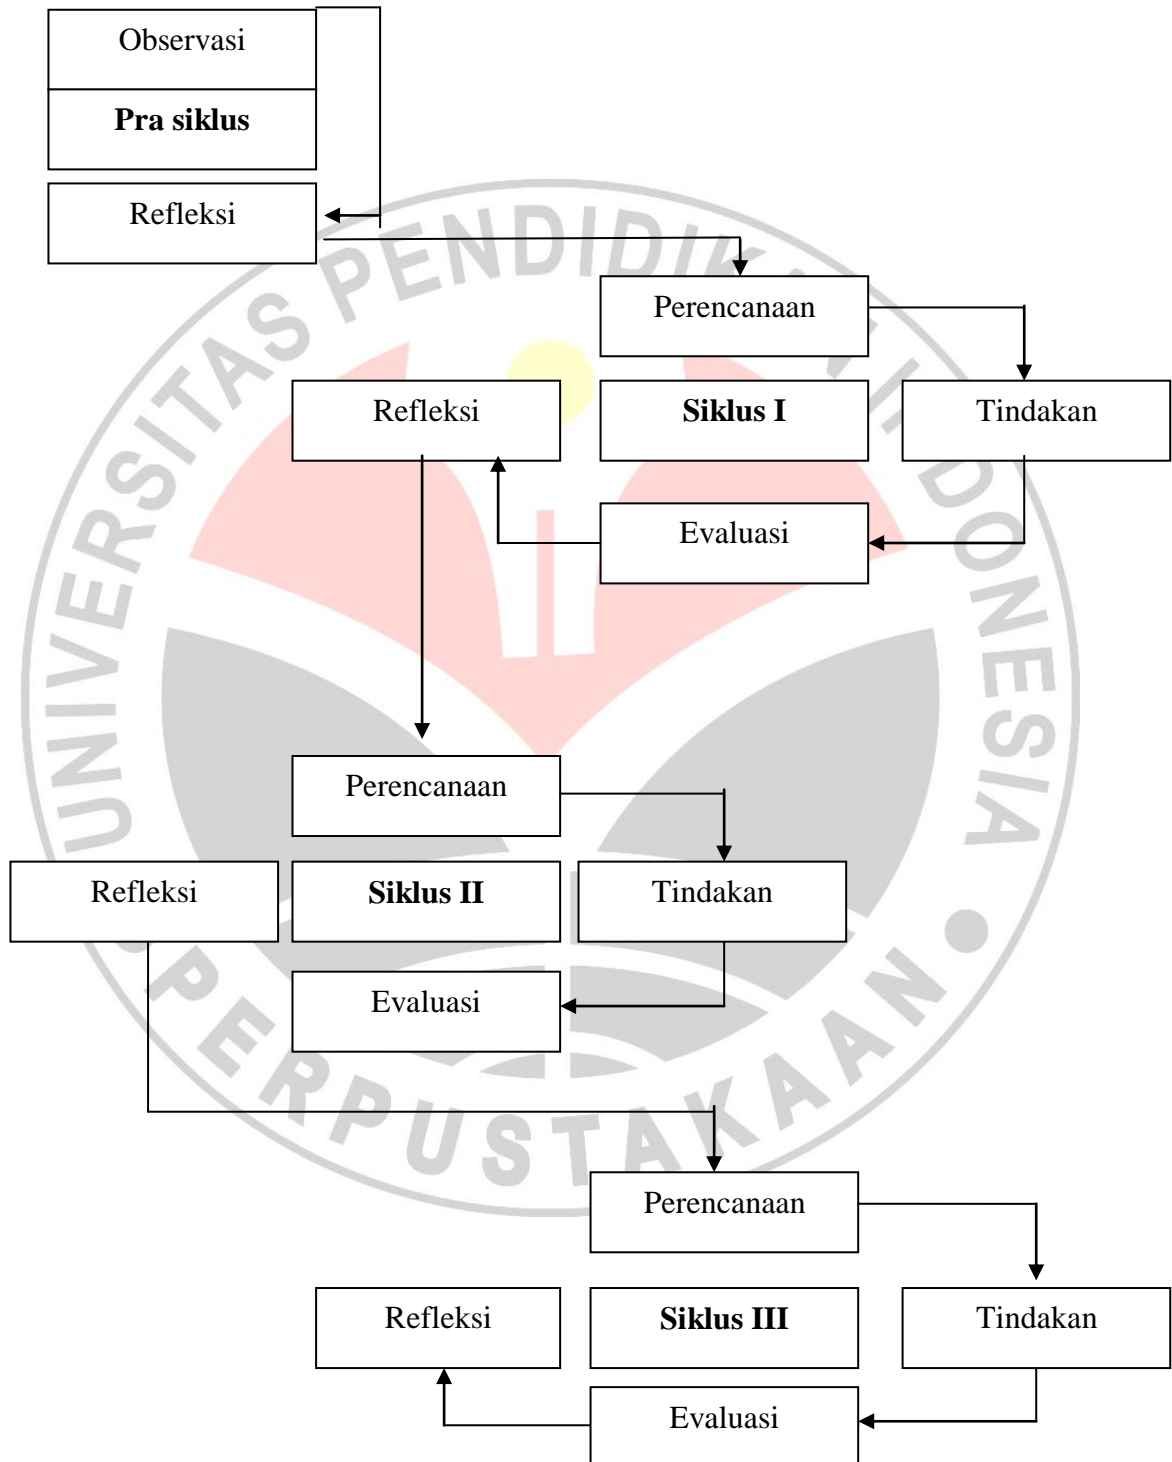 Observasi
Pra siklus
Refleksi
Perencanaan
Refleksi
Siklus I
Tindakan
Evaluasi
Perencanaan
Refleksi
Siklus II
Tindakan
Evaluasi
Perencanaan
Refleksi
Siklus III
Tindakan
Evaluasi
UNIVERSITAS PENDIDIKAN INDONESIA
PERPUSTAKAAN